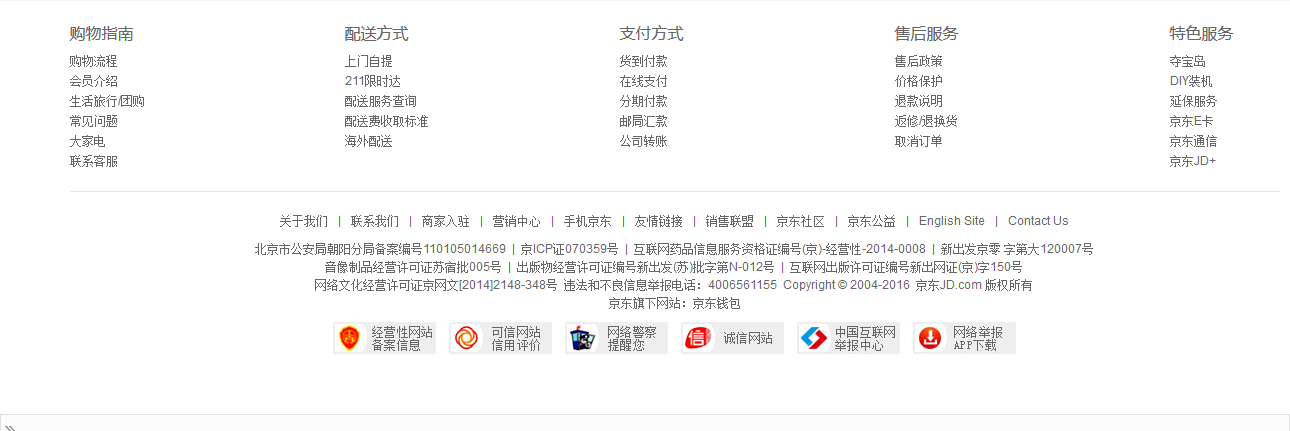 购物指南 配送方式 支付方式 售后服务 特色服务
购物流程 上门自提 货到付款 售后政策 夺宝岛
会员介绍 211限时达 在线支付 价格保护 DIY装机
生活旅行/团购 配送服务查询 分期付款 退款说明 延保服务
常见问题 配送费收取标准 邮局汇款 返修/退换货 京东E卡
大家电 海外配送 公司转账 取消订单 京东通信
联系客服 京东JD+
关于我们 | 联系我们 | 商家入驻 | 营销中心 | 手机京东 | 友情链接 | 销售联盟 | 京东社区 | 京东公益 | English Site | Contact Us
北京市公安局朝阳分局备案编号110105014669 | 京ICP证070359号 | 互联网药品信息服务资格证编号(京)-经营性-2014-0008 | 新出发京零 字第大120007号
音像制品经营许可证苏宿批005号 | 出版物经营许可证编号新出发(苏)批字第N-012号 | 互联网出版许可证编号新出网证(京)字150号
网络文化经营许可证京网文[2014]2148-348号 违法和不良信息举报电话：4006561155 Copyright © 2004-2016 京东JD.com 版权所有
京东旗下网站：京东钱包
经营性网站 可信网站 网络警察 诚信网站 中国互联网 网络举报
备案信息 信用评价 提醒您 举报中心 APP下载